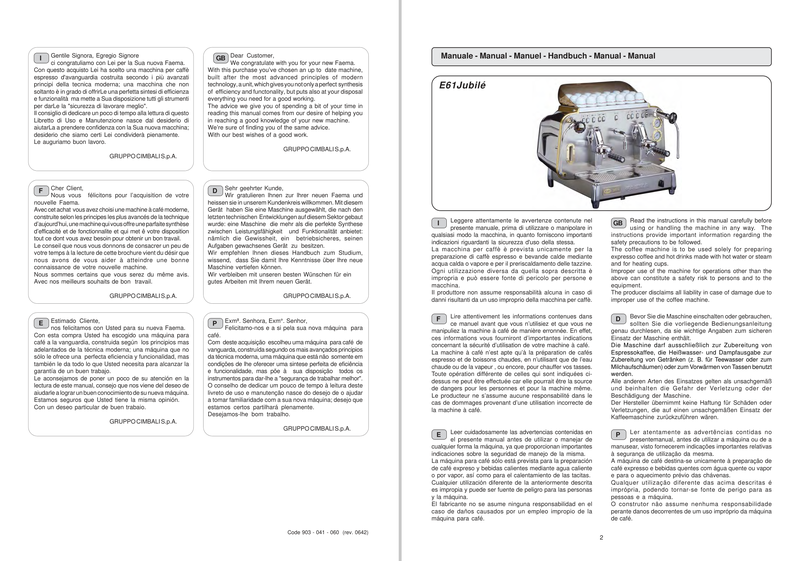 I
Gentile Signora, Egregio Signore
ci congratuliamo con Lei per la Sua nuova Faema.
Con questo acquisto Lei ha scelto una macchina per caffè
espresso d'avanguardia costruita secondo i più avanzati
principi della tecnica moderna; una macchina che non
soltanto è in grado di offrirLe una perfetta sintesi di efficienza
e funzionalità ma mette a Sua disposizione tutti gli strumenti
per darLe la "sicurezza di lavorare meglio".
Il consiglio di dedicare un poco di tempo alla lettura di questo
Libretto di Uso e Manutenzione nasce dal desiderio di
aiutarLa a prendere confidenza con la Sua nuova macchina;
desiderio che siamo certi Lei condividerà pienamente.
Le auguriamo buon lavoro.
GRUPPO CIMBALI S.p.A.
GB
Dear Customer,
We congratulate with you for your new Faema.
With this purchase you've chosen an up to date machine,
built after the most advanced principles of modern
technology, a unit, which gives you not only a perfect synthesis
of efficiency and functionality, but puts also at your disposal
everything you need for a good working.
The advice we give you of spending a bit of your time in
reading this manual comes from our desire of helping you
in reaching a good knowledge of your new machine.
We're sure of finding you of the same advice.
With our best wishes of a good work.
GRUPPO CIMBALI S.p.A.
F
Cher Client,
Nous vous félicitons pour l'acquisition de votre
nouvelle Faema.
Avec cet achat vous avez choisi une machine à café moderne,
construite selon les principes les plus avancés de la technique
d'aujourd'hui, une machine qui vous offre une parfaite synthèse
d'efficacité et de fonctionnalité et qui met é votre dispositif
tout ce dont vous avez besoin pour obtenir un bon travail.
Le conseil que nous vous donnons de consacrer un peu de
votre temps à la lecture de cette brochure vient du désir que
nous avons de vous aider à atteindre une bonne
connaissance de votre nouvelle machine.
Nous sommes certains que vous serez du même avis.
Avec nos meilleurs souhaits de bon travail.
GRUPPO CIMBALI S.p.A.
D
Sehr geehrter Kunde,
Wir gratulieren Ihnen zur Ihrer neuen Faema und
heissen sie in unserem Kundenkreis willkommen. Mit diesem
Gerät haben Sie eine Maschine ausgewählt, die nach den
letzten technischen Entwicklungen auf diesem Sektor gebaut
wurde: eine Maschine die mehr als die perfekte Synthese
zwischen Leistungsfähigkeit und Funktionalität anbietet:
nämlich die Gewissheit, ein betriebsicheres, seinen
Aufgaben gewachsenes Gerät zu besitzen.
Wir empfehlen Ihnen dieses Handbuch zum Studium,
wissend, dass Sie damit Ihre Kenntnisse über Ihre neue
Maschine vertiefen können.
Wir verbleiben mit unseren besten Wünschen für ein
gutes Arbeiten mit Ihrem neuen Gerät.
GRUPPO CIMBALI S.p.A.
E
Estimado Cliente,
nos felicitamos con Usted para su nueva Faema.
Con esta compra Usted ha escogido una máquina para
café a la vanguardia, construida según los principios mas
adelantados de la técnica moderna; una máquina que no
sólo le ofrece una perfecta eficiencia y funcionalidad, mas
también le da todo lo que Usted necesita para alcanzar la
garantía de un buen trabajo.
Le aconsejamos de poner un poco de su atención en la
lectura de este manual, consejo que nos viene del deseo de
ayudarle a lograr un buen conocimiento de su nueva máquina.
Estamos seguros que Usted tiene la misma opinión.
Con un deseo particular de buen trabajo.
GRUPPO CIMBALI S.p.A.
P
Exmª. Senhora, Exmº. Senhor,
Felicitamo-nos e a si pela sua nova máquina para
café.
Com deste acquisição escolheu uma máquina para café de
vanguarda, construída segundo os mais avançados principios
da técnica moderna, uma máquina que está não somente em
condições de lhe oferecer uma sintese perfeita de eficiência
e funcionalidade, mas põe à sua disposição todos os
instrumentos para dar-lhe a "segurança de trabalhar melhor".
O conselho de dedicar um pouco de tempo à leitura deste
livreto de uso e manutenção nasce do desejo de o ajudar
a tomar familiaridade com a sua nova máquina; desejo que
estamos certos partilhará plenamente.
Desejamos-lhe bom trabalho.
GRUPPO CIMBALI S.p.A.
Code 903 - 041 - 060 (rev. 0642)
Manuale - Manual - Manuel - Handbuch - Manual - Manual
E61Jubilé
I
Leggere attentamente le avvertenze contenute nel
presente manuale, prima di utilizzare o manipolare in
qualsiasi modo la macchina, in quanto forniscono importanti
indicazioni riguardanti la sicurezza d'uso della stessa.
La macchina per caffè è prevista unicamente per la
preparazione di caffè espresso e bevande calde mediante
acqua calda o vapore e per il preriscaldamento delle tazzine.
Ogni utilizzazione diversa da quella sopra descritta è
impropria e può essere fonte di pericolo persone e la
macchina.
Il produttore non assume responsabilità alcuna in caso di
danni risultanti da un uso improprio della macchina per caffè.
GB
Read the instructions in this manual carefully before
using or handling the machine in any way. The
instructions provide important information regarding the
safety precautions to be followed.
The coffee machine is to be used solely for preparing
expresso coffee and hot drinks made with hot water or steam
and for heating cups.
Improper use of the machine for operations other than the
above can constitute a safety risk to persons and to the
equipment.
The producer disclaims all liability in case of damage due to
improper use of the coffee machine.
F
Lire attentivement les informations contenues dans
ce manuel avant que vous n'utilisez et que vous ne
manipuliez la machine à café de manière erronée. En effet,
ces informations vous fournirent d'importantes indications
concernant la sécurité d'utilisation de votre machine à café.
La machine à café n'est apte qu'à la préparation de cafés
expresso et de boissons chaudes, en n'utilisant que de l'eau
chaude ou de la vapeur, ou encore, pour chauffer vos tasses.
Toute opération différente de celles qui sont indiquées ci-
dessus ne peut être effectuée car elle pourrait être la source
de dangers pour les personnes et pour la machine même.
Le producteur ne s'assume aucune responsabilité dans le
cas de dommages provenant d'une utilisation incorrecte de
la machine à café.
D
Bevor Sie die Maschine einschalten oder gebrauchen,
sollten Sie die vorliegende Bedienungsanleitung
genau durchlesen, da sie wichtige Angaben zum sicheren
Einsatz der Maschine enthält.
Die Maschine darf ausschließlich zur Zubereitung von
Espressokaffee, die Heißwasser- und Dampfausgabe zur
Zubereitung von Getränken (z. B. für Teewasser oder zum
Milchaufschäumen) oder zum Vorwärmen von Tassen benutzt
werden.
Alle anderen Arten des Einsatzes gelten als unsachgemäß
und beinhalten die Gefahr der Verletzung oder der
Beschädigung der Maschine.
Der Hersteller übernimmt keine Haftung für Schäden oder
Verletzungen, die auf einen unsachgemäßen Einsatz der
Kaffeemaschine zurückzuführen wären.
E
Leer cuidadosamente las advertencias contenidas en
el presente manual antes de utilizar o manejar de
cualquier forma la máquina, ya que proporcionan importantes
indicaciones sobre la seguridad de manejo de la misma.
La máquina para café sólo está prevista para la preparación
de café expreso y bebidas calientes mediante agua caliente
o por vapor, así como para el calentamiento de las tacitas.
Cualquier utilización diferente de la anteriormente descrita
es impropia y puede ser fuente de peligro para las personas
y la máquina.
El fabricante no se asume ninguna responsabilidad en el
caso de daños causados por un empleo impropio de la
máquina para café.
P
Ler atentamente as advertências contidas no
presentemanual, antes de utilizar a máquina ou de a
manusear, visto fornecerem indicações importantes relativas
à segurança de utilização da mesma.
A máquina de café destina-se unicamente à preparação de
café expresso e bebidas quentes com água quente ou vapor
e para o aquecimento prévio das chávenas.
Qualquer utilização diferente das acima descritas é
imprópria, podendo tornar-se fonte de perigo para as
pessoas e a máquina.
O construtor não assume nenhuma responsabilidade
perante danos decorrentes de um uso impróprio da máquina
de café.
2